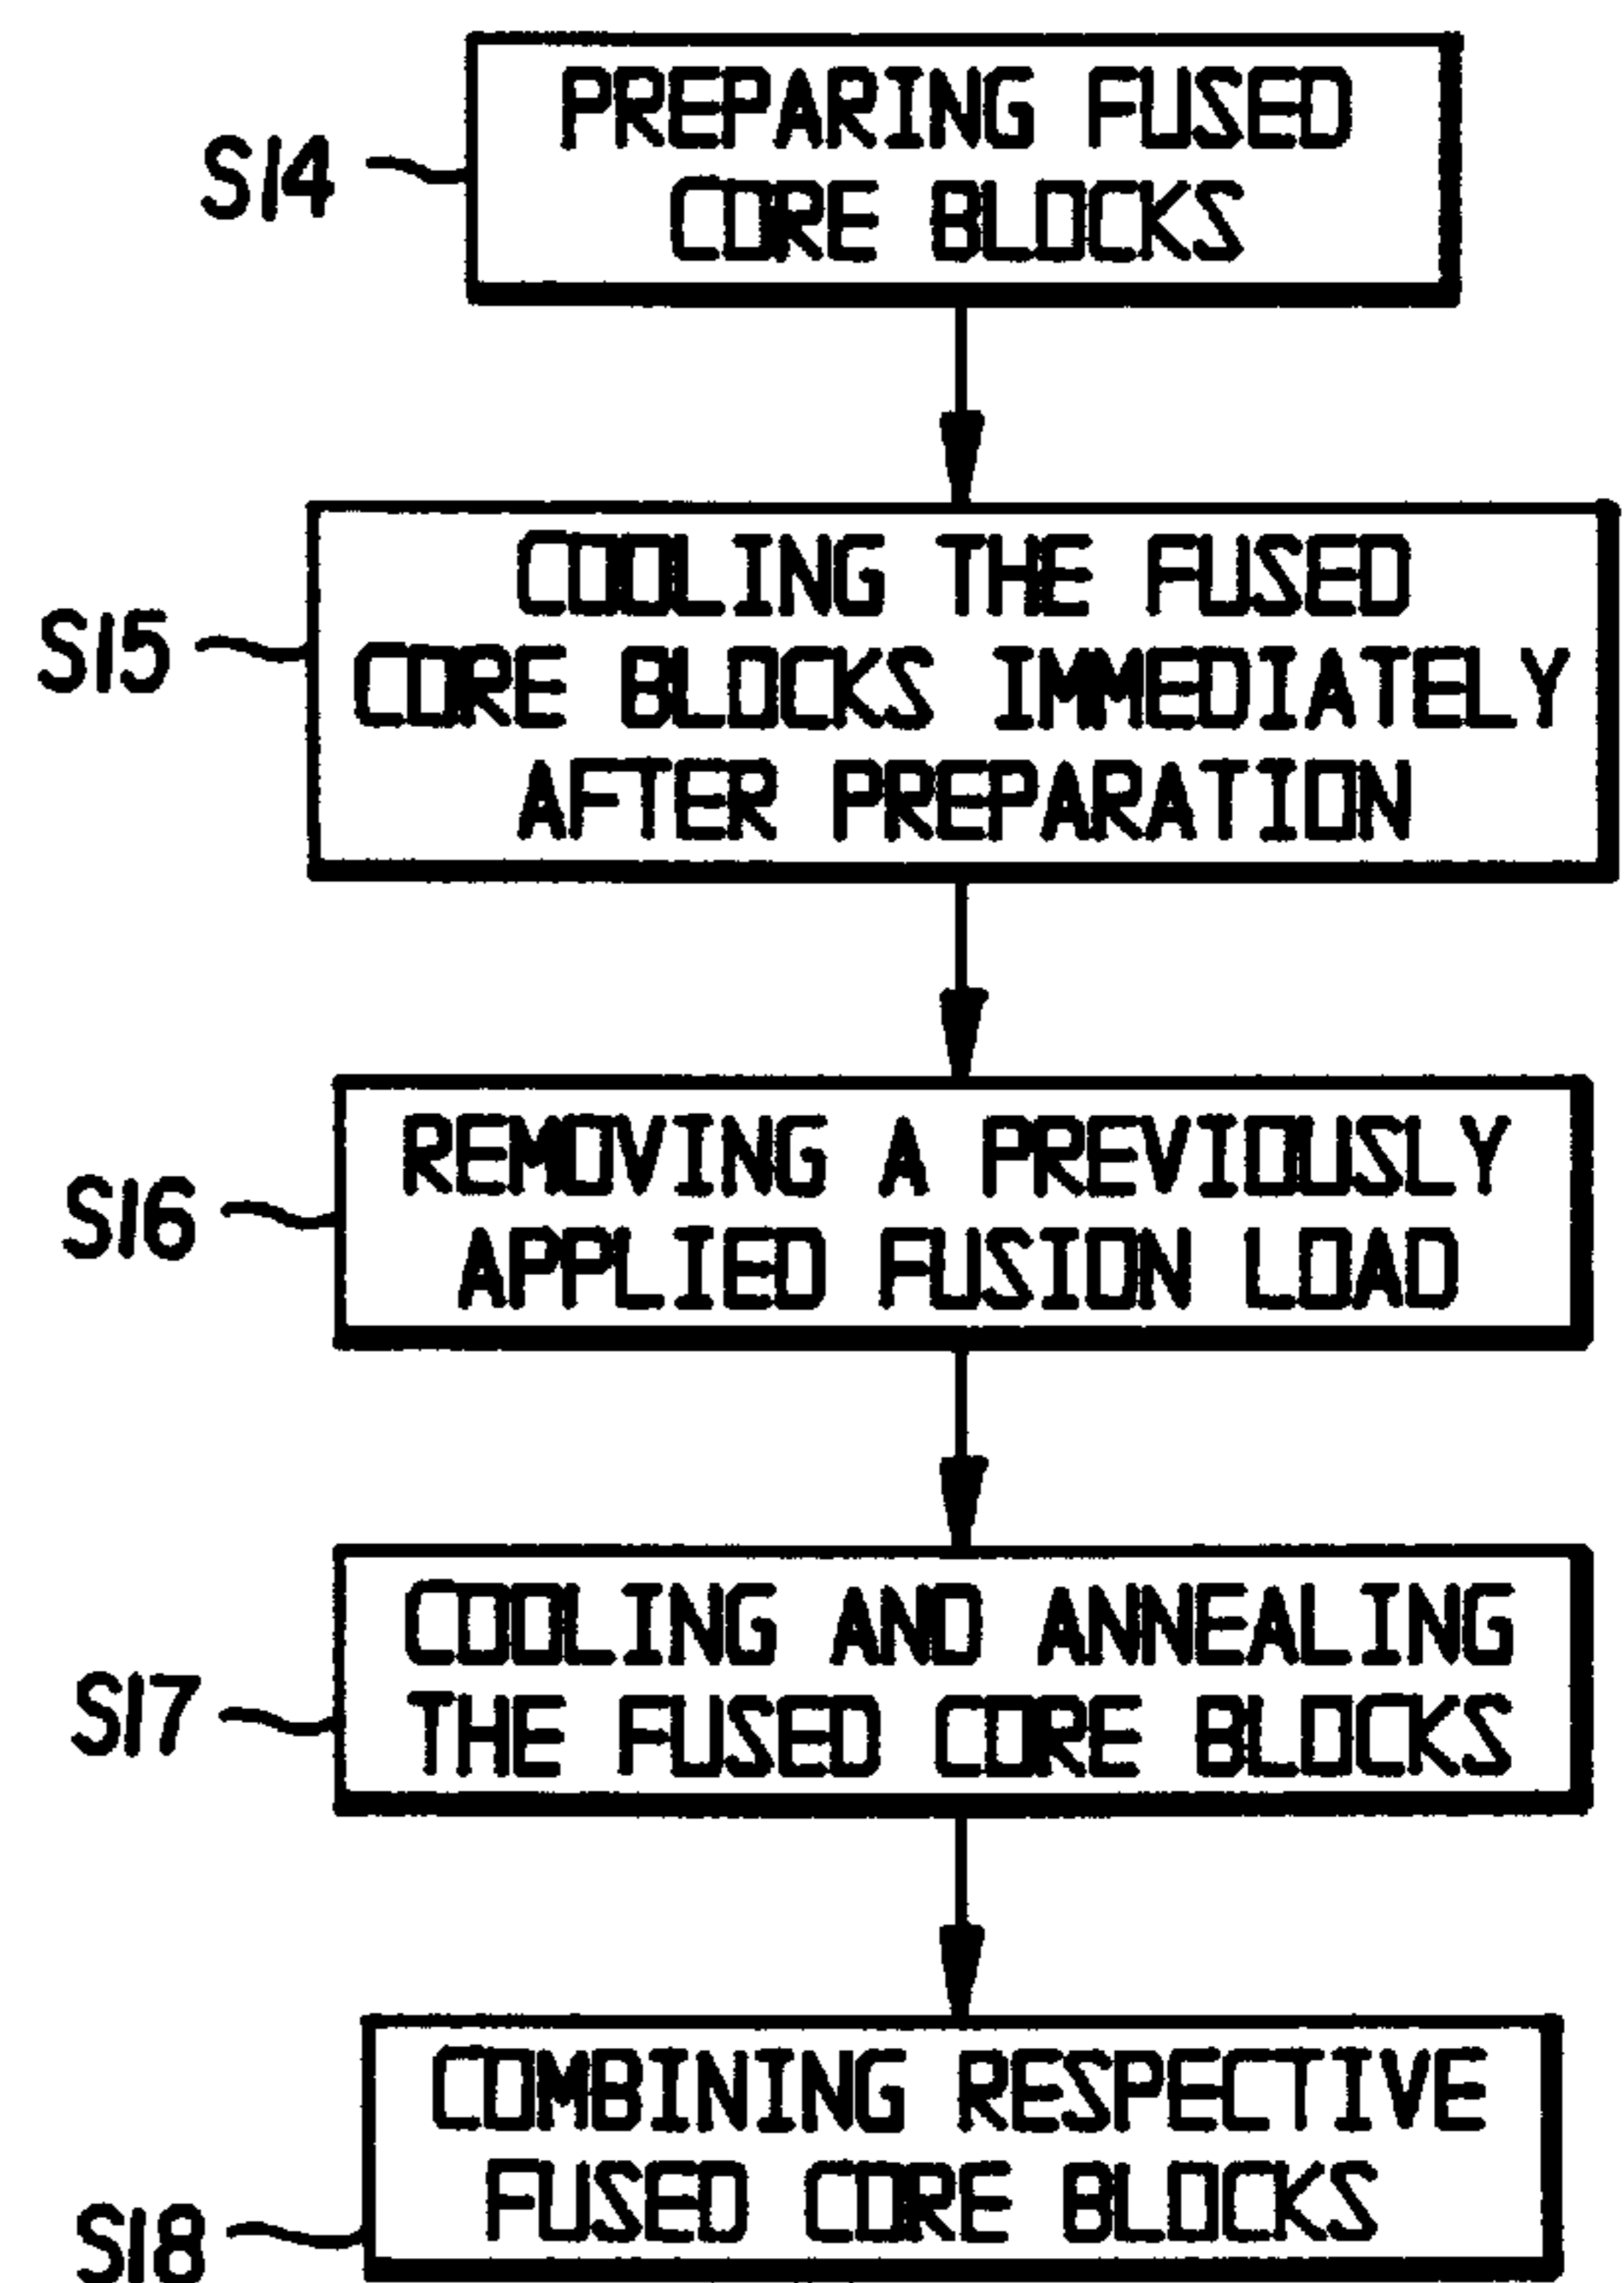 S14
PREPARING FUSED
CORE BLOCKS
S15
COOLING THE FUSED
CORE BLOCKS IMMEDIATELY
AFTER PREPARATION
S16
REMOVING A PREVIOUSLY
APPLIED FUSION LOAD
S17
COOLING AND ANNEALING
THE FUSED CORE BLOCKS
S18
COMBINING RESPECTIVE
FUSED CORE BLOCKS